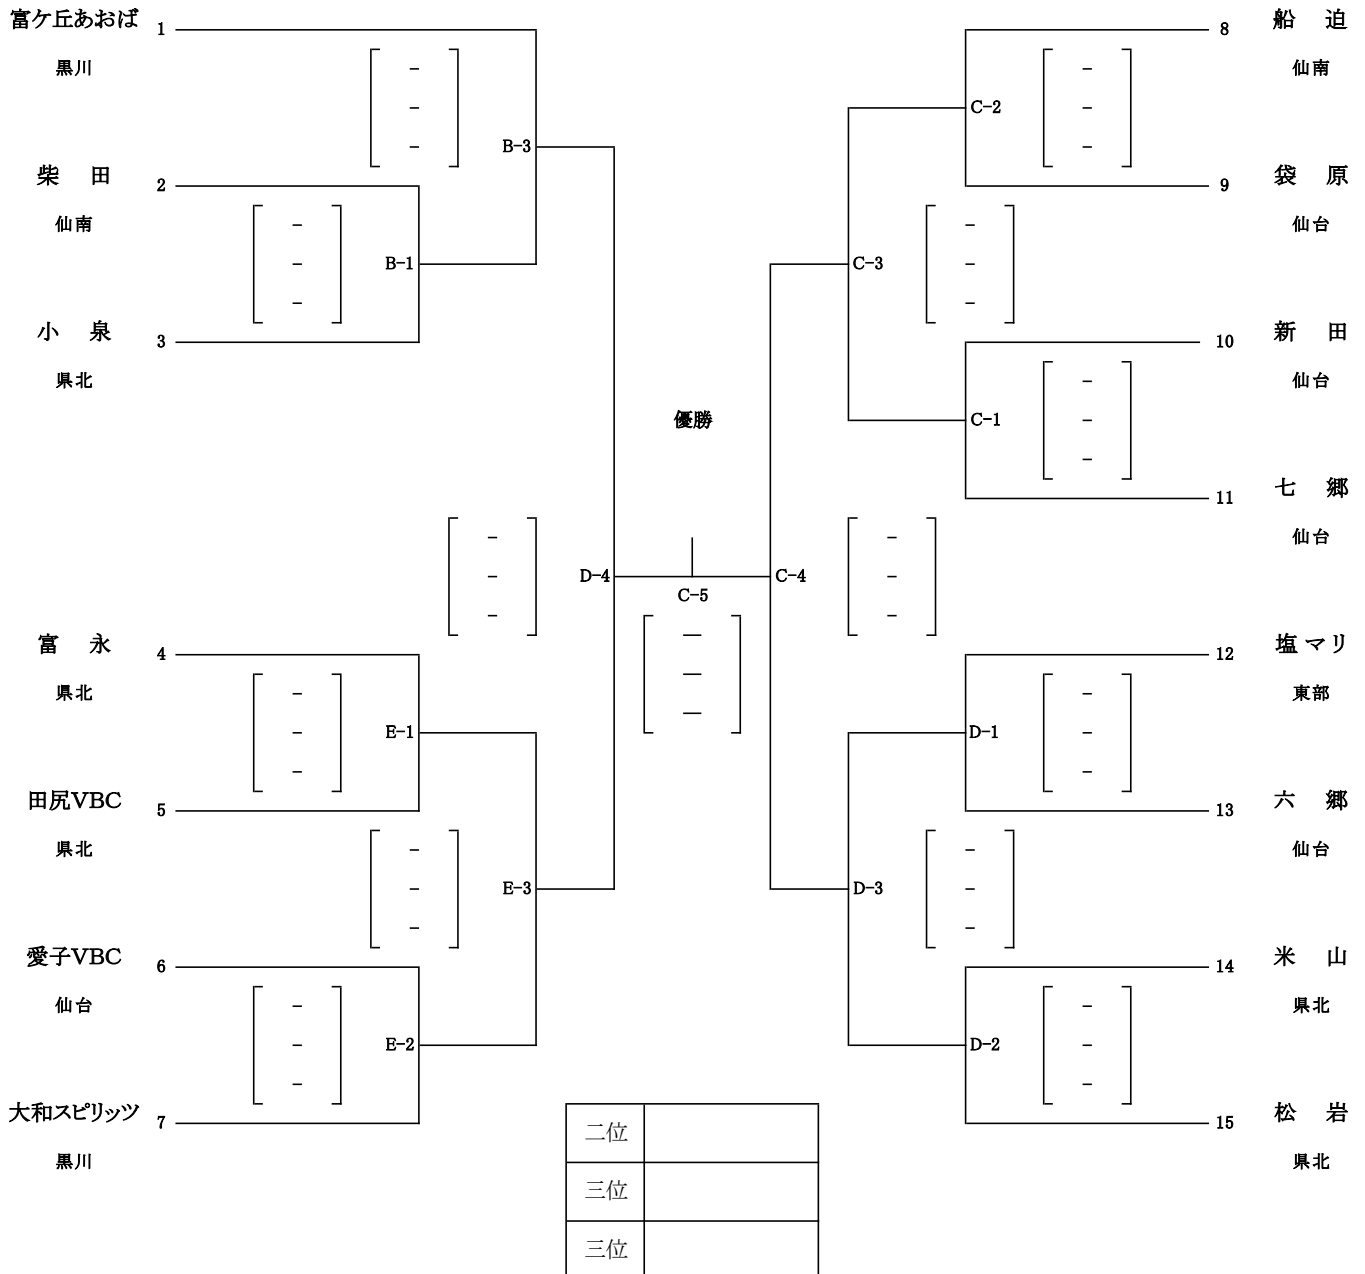 富ケ丘あおば 1
黒川
-
-
-
B-3
柴 田 2
仙南
-
-
-
B-1
小 泉 3
県北
富 永 4
県北
-
-
-
E-1
田尻VBC 5
県北
-
-
-
E-3
愛子VBC 6
仙台
-
-
-
E-2
大和スピリッツ 7
黒川
-
-
-
D-4
優勝
C-5
―
―
―
C-4
-
-
-
8 船 迫
仙南
C-2
-
-
-
9 袋 原
仙台
C-3
-
-
-
10 新 田
仙台
C-1
-
-
-
11 七 郷
仙台
12 塩マリ
東部
D-1
-
-
-
13 六 郷
仙台
D-3
-
-
-
14 米 山
県北
D-2
-
-
-
15 松 岩
県北
二位
三位
三位